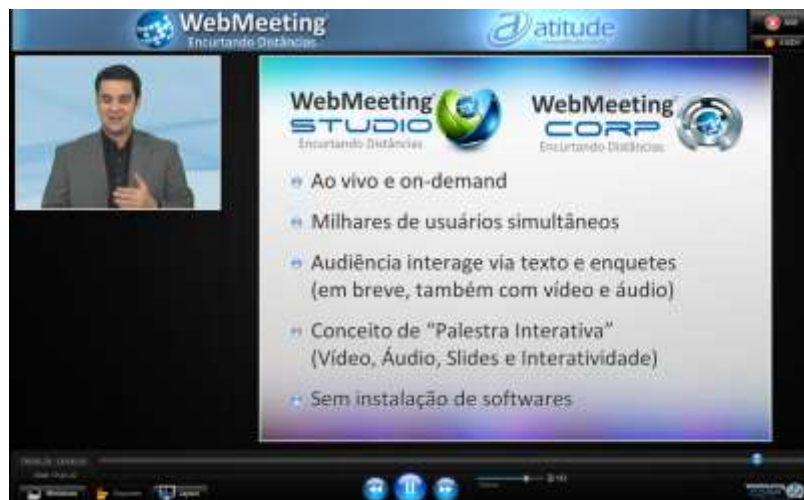 WebMeeting
Encurtando Distâncias
atitude
WebMeeting
STUDIO
Encurtando Distâncias
WebMeeting
CORP
Encurtando Distâncias
Ao vivo e on-demand
Milhares de usuários simultâneos
Audiência interage via texto e enquetes
(em breve, também com vídeo e áudio)
Conceito de “Palestra Interativa”
(Vídeo, Áudio, Slides e Interatividade)
Sem instalação de softwares